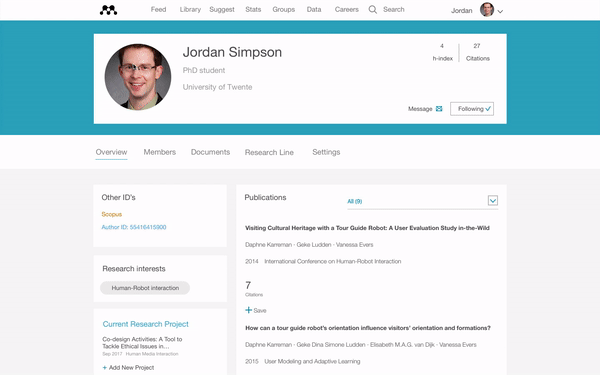 Feed Library Suggest Stats Groups Data Careers Search Jordan
Jordan Simpson
PhD student
University of Twente
4
h-index
27
Citations
Message Following
Overview Members Documents Research Line Settings
Other ID's
Scopus
Author ID: 55416415900
Research interests
Human-Robot interaction
Current Research Project
Co-design Activities: A Tool to
Tackle Ethical Issues in…
Sep 2017 Human Media Interaction
+ Add New Project
Publications
All (9)
Visiting Cultural Heritage with a Tour Guide Robot: A User Evaluation Study in-the-Wild
Daphne Karreman · Geke Ludden · Vanessa Evers
2014 International Conference on Human-Robot Interaction
7
Citations
+ Save
How can a tour guide robot's orientation influence visitors' orientation and formations?
Daphne Karreman · Geke Dina Simone Ludden · Elisabeth M.A.G. van Dijk · Vanessa Evers
2015 User Modeling and Adaptive Learning